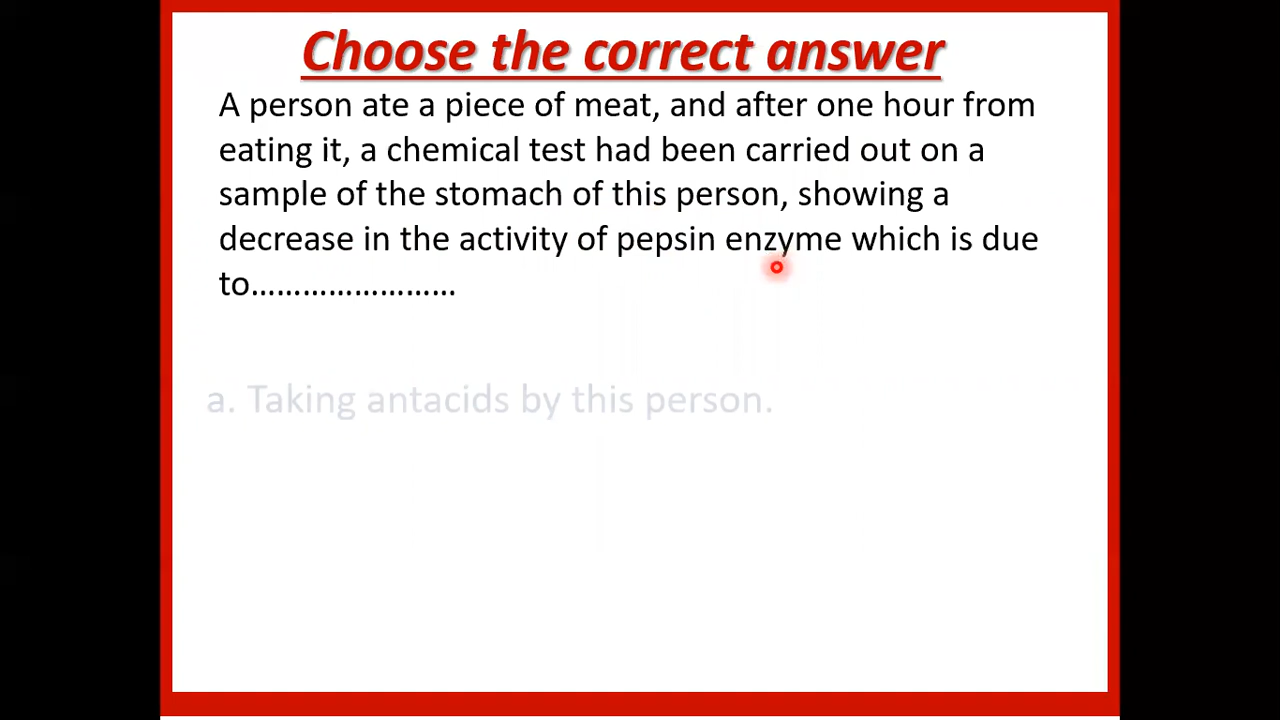 Choose the correct answer
A person ate a piece of meat, and after one hour from
eating it, a chemical test had been carried out on a
sample of the stomach of this person, showing a
decrease in the activity of pepsin enzyme which is due
to........................
a. Taking antacids by this person.